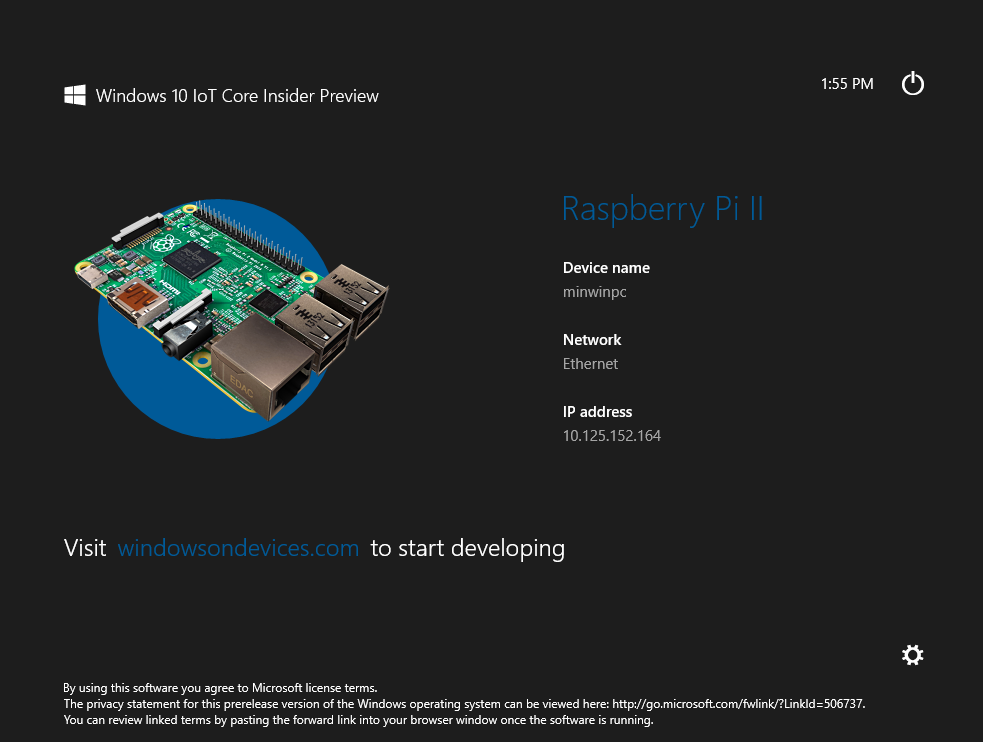 Windows 10 IoT Core Insider Preview
1:55 PM
Raspberry Pi II
Device name
minwinpc
Network
Ethernet
IP address
10.125.152.164
HDMI
EDAC
Visit windowsondevices.com to start developing
By using this software you agree to Microsoft license terms.
The privacy statement for this prerelease version of the Windows operating system can be viewed here: http://go.microsoft.com/fwlink/?LinkId=506737.
You can review linked terms by pasting the forward link into your browser window once the software is running.